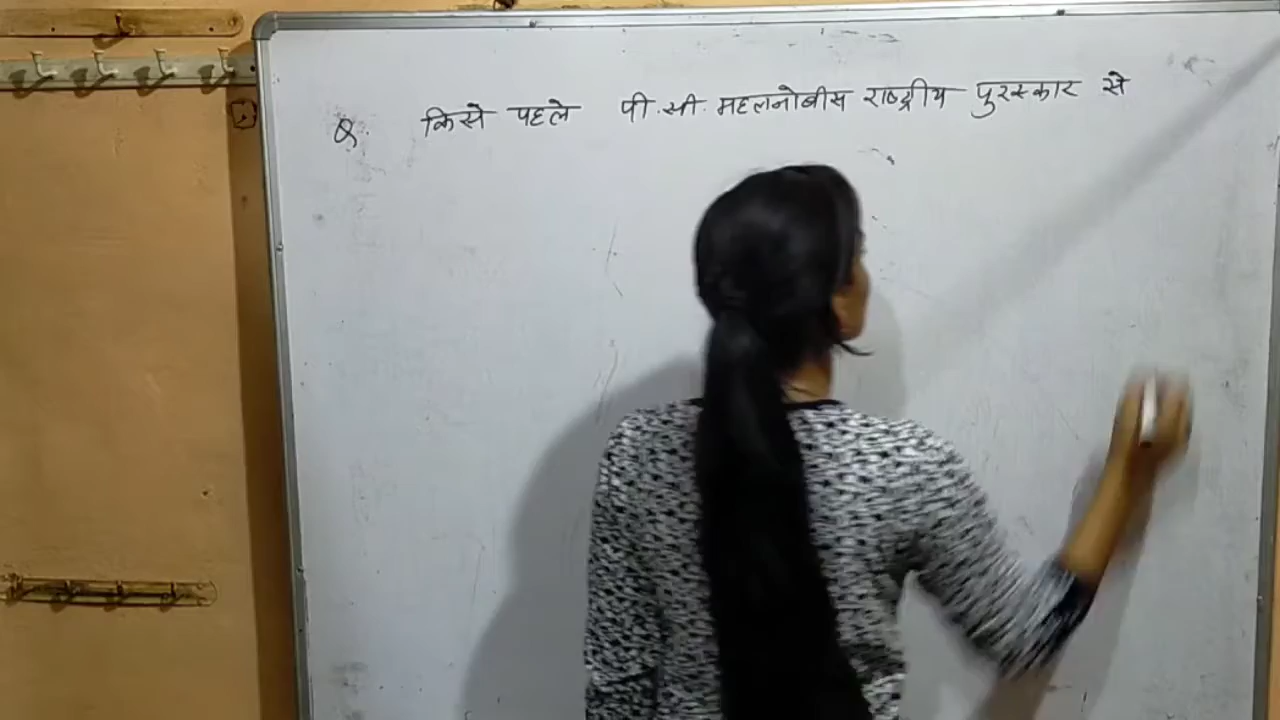 Q. किसे पहले पी.सी. महलनोबीस राष्ट्रीय पुरस्कार से